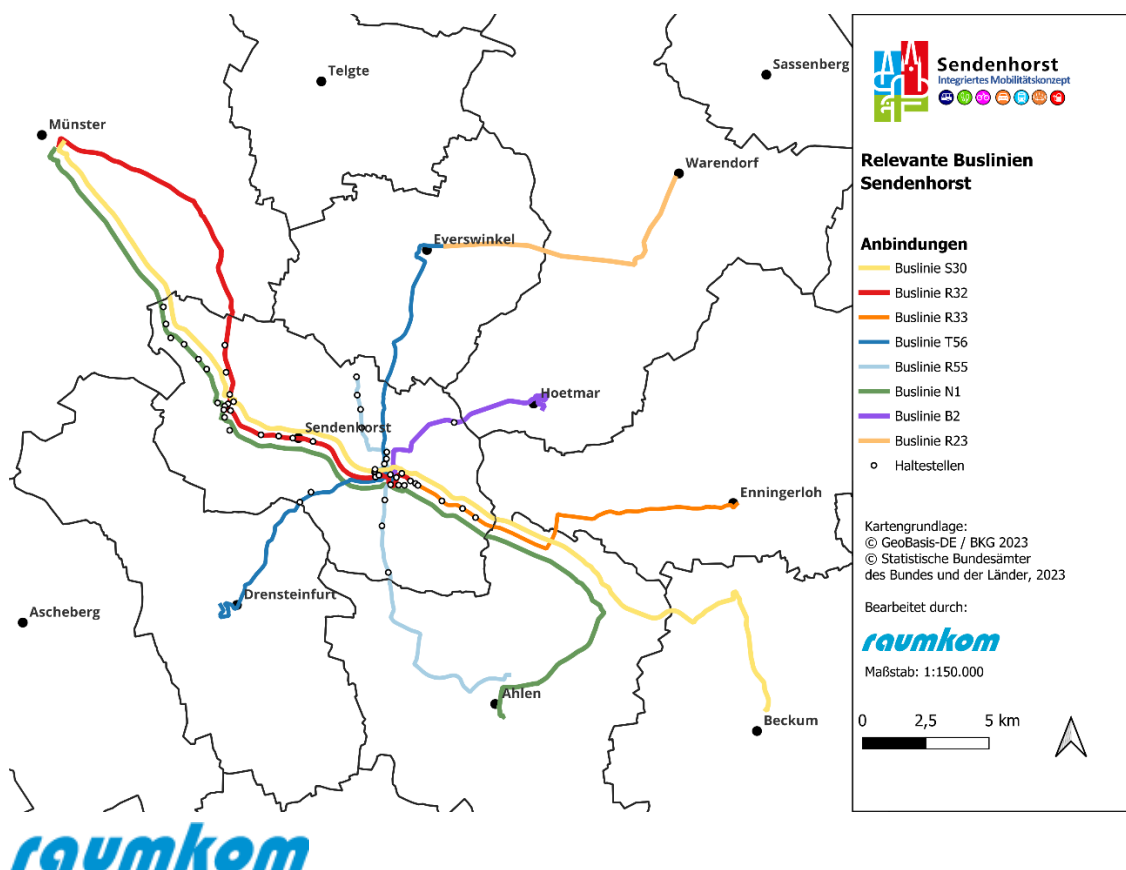 Telgte
Sassenberg
Münster
Warendorf
Everswinkel
Hoetmar
Sendenhorst
Enningerloh
Drensteinfurt
Ascheberg
Ahlen
Beckum
Sendenhorst
Integriertes Mobilitätskonzept
Relevante Buslinien
Sendenhorst
Anbindungen
Buslinie S30
Buslinie R32
Buslinie R33
Buslinie T56
Buslinie R55
Buslinie N1
Buslinie B2
Buslinie R23
Haltestellen
Kartengrundlage:
© GeoBasis-DE / BKG 2023
© Statistische Bundesämter
des Bundes und der Länder, 2023
Bearbeitet durch:
raumkom
Maßstab: 1:150.000
0 2,5 5 km
raumkom